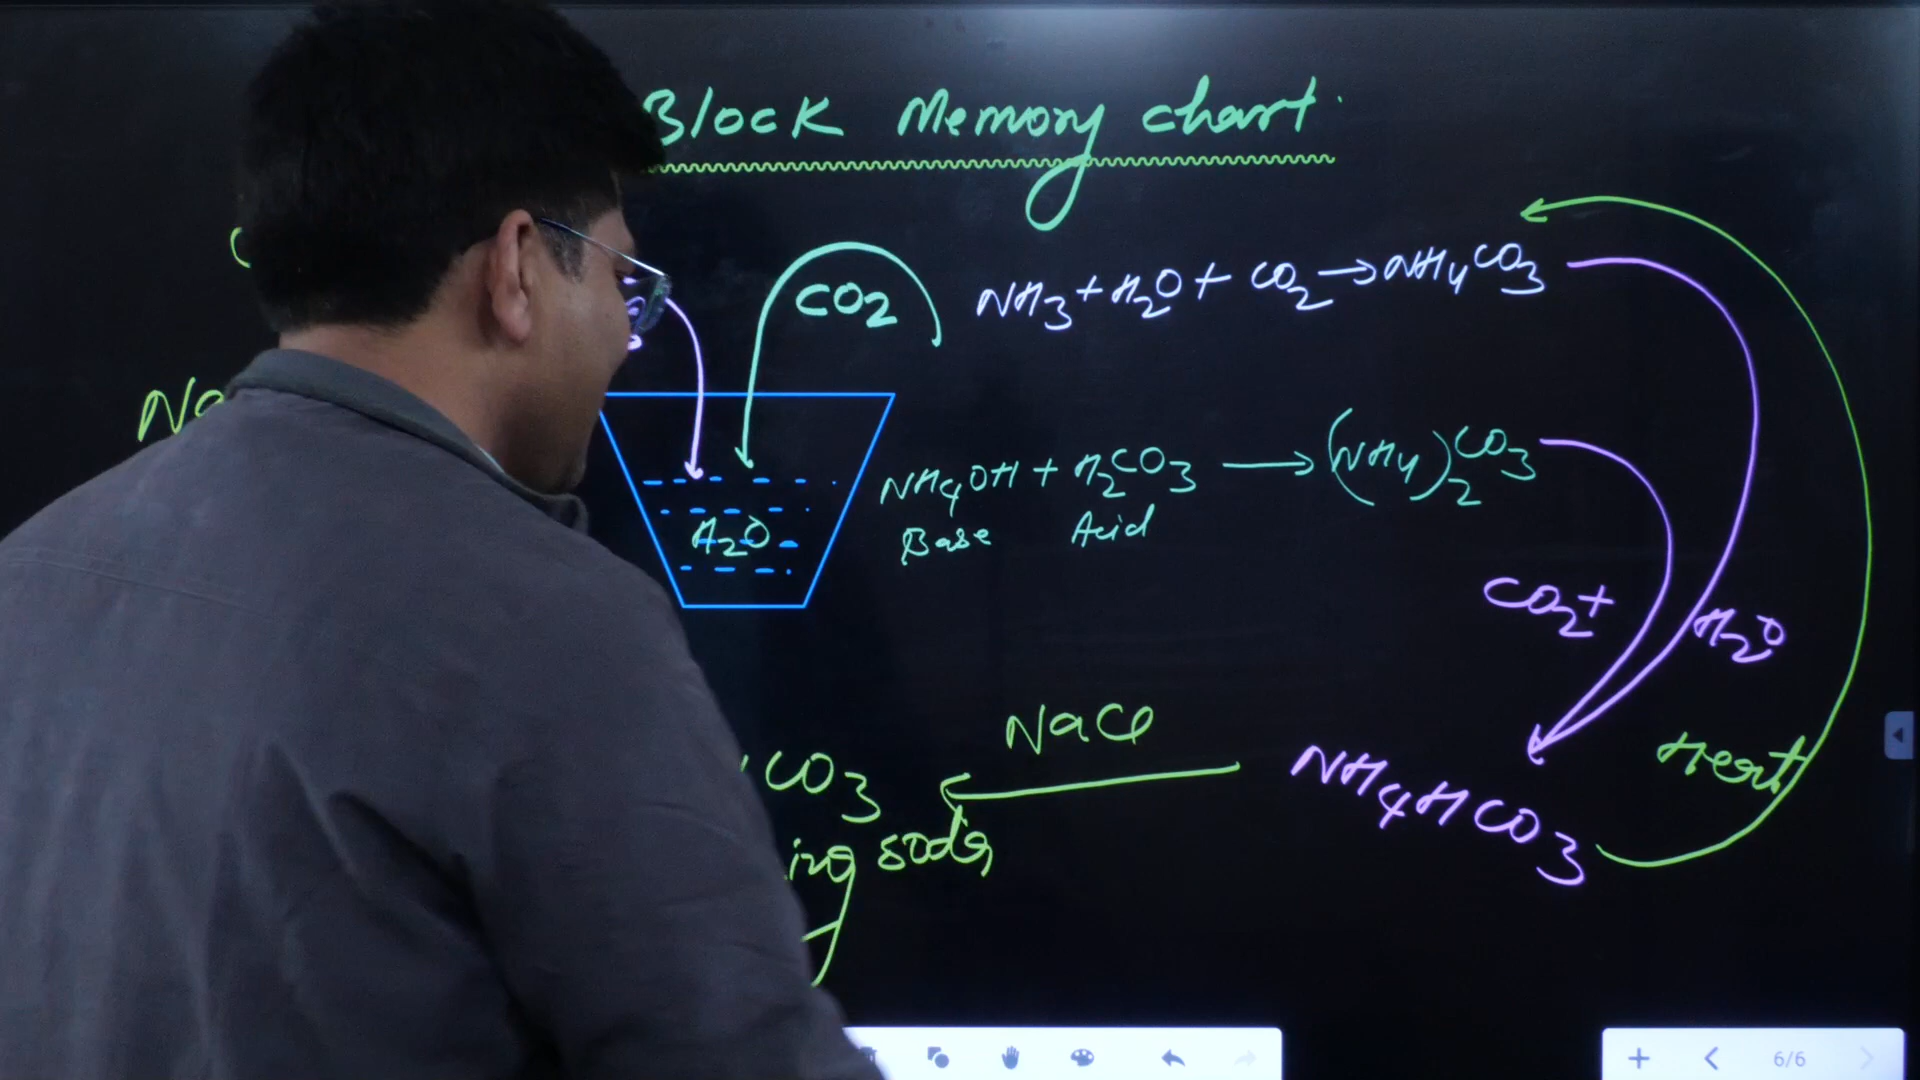 Block Memory chart.
CO2
NH3 + H2O + CO2 → NH4CO3
Na
NH4OH + H2CO3 → (NH4)2CO3
H2O
Base Acid
CO2 + H2O
NaCl
CO3
NH4HCO3
Heat
soda
6/6